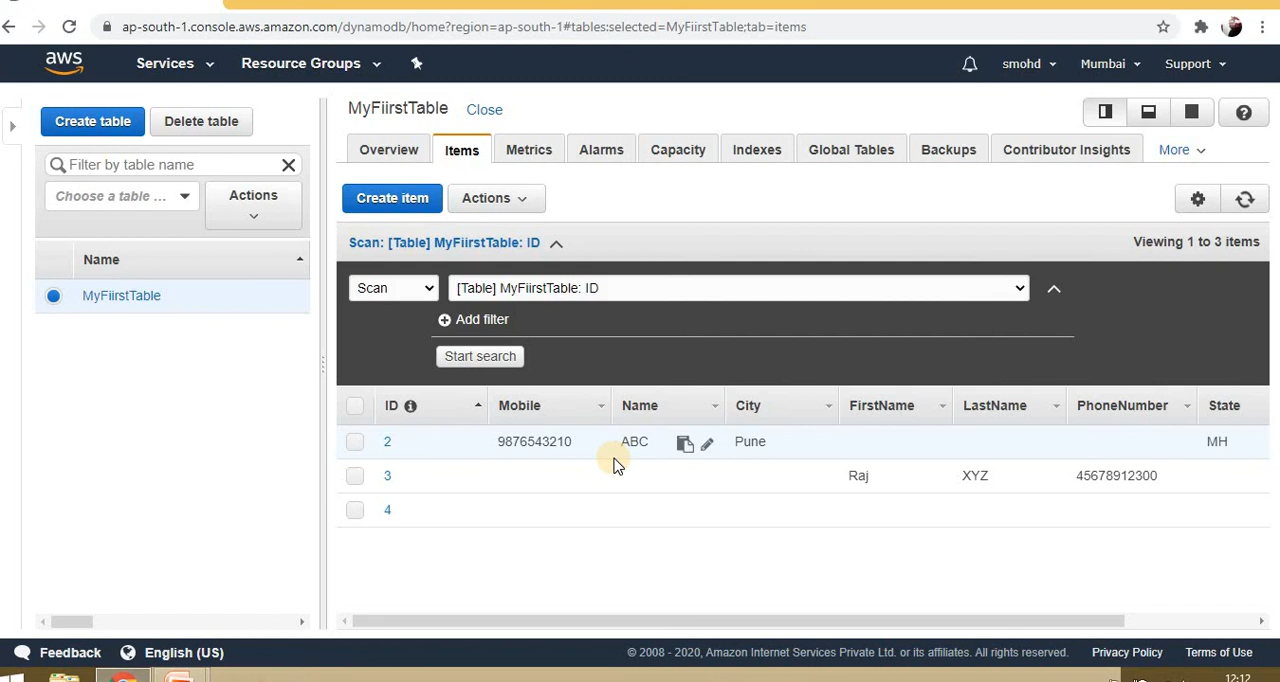 ap-south-1.console.aws.amazon.com/dynamodb/home?region=ap-south-1#tables:selected=MyFiirstTable;tab=items
aws Services Resource Groups smohd Mumbai Support
Create table Delete table
Filter by table name
Choose a table ... Actions
Name
MyFiirstTable
MyFiirstTable Close
Overview Items Metrics Alarms Capacity Indexes Global Tables Backups Contributor Insights More
Create item Actions
Scan: [Table] MyFiirstTable: ID Viewing 1 to 3 items
Scan [Table] MyFiirstTable: ID
Add filter
Start search
ID Mobile Name City FirstName LastName PhoneNumber State
2 9876543210 ABC Pune MH
3 Raj XYZ 45678912300
4
Feedback English (US) © 2008 - 2020, Amazon Internet Services Private Ltd. or its affiliates. All rights reserved. Privacy Policy Terms of Use
12:12